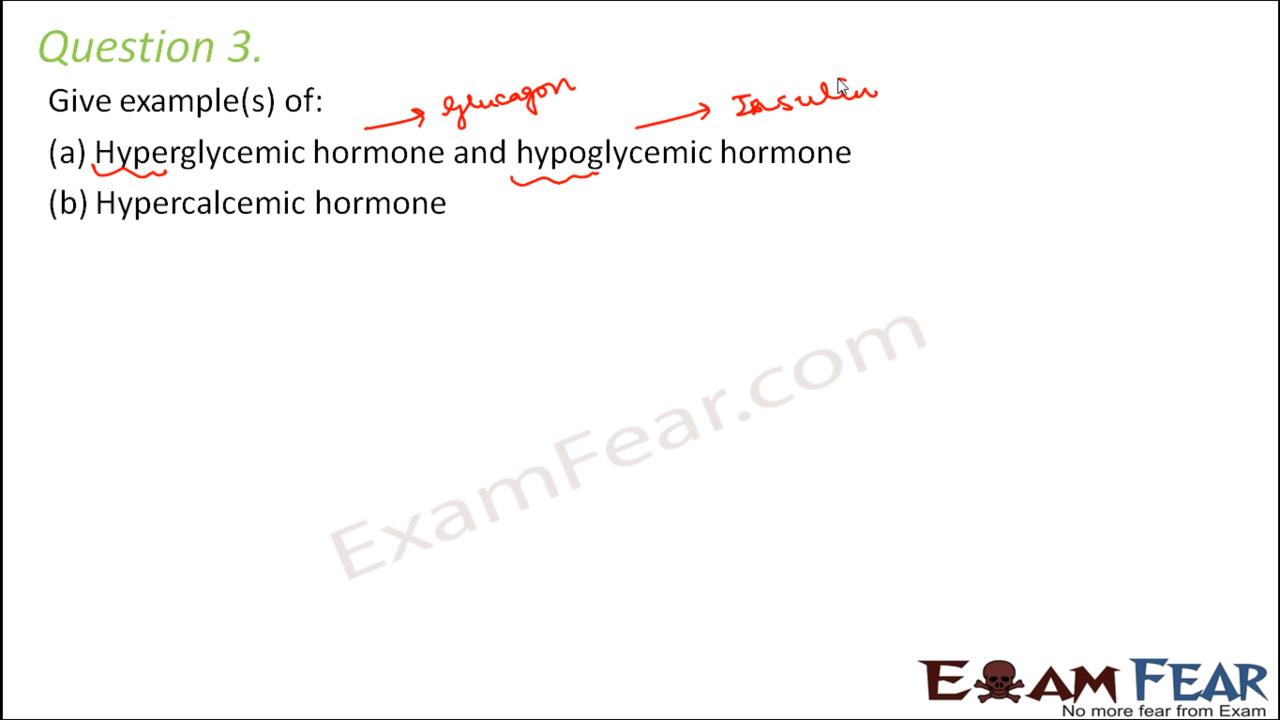 Question 3.
Give example(s) of:
Glucagon
Insulin
(a) Hyperglycemic hormone and hypoglycemic hormone
(b) Hypercalcemic hormone
ExamFear.com
EXAM FEAR
No more fear from Exam